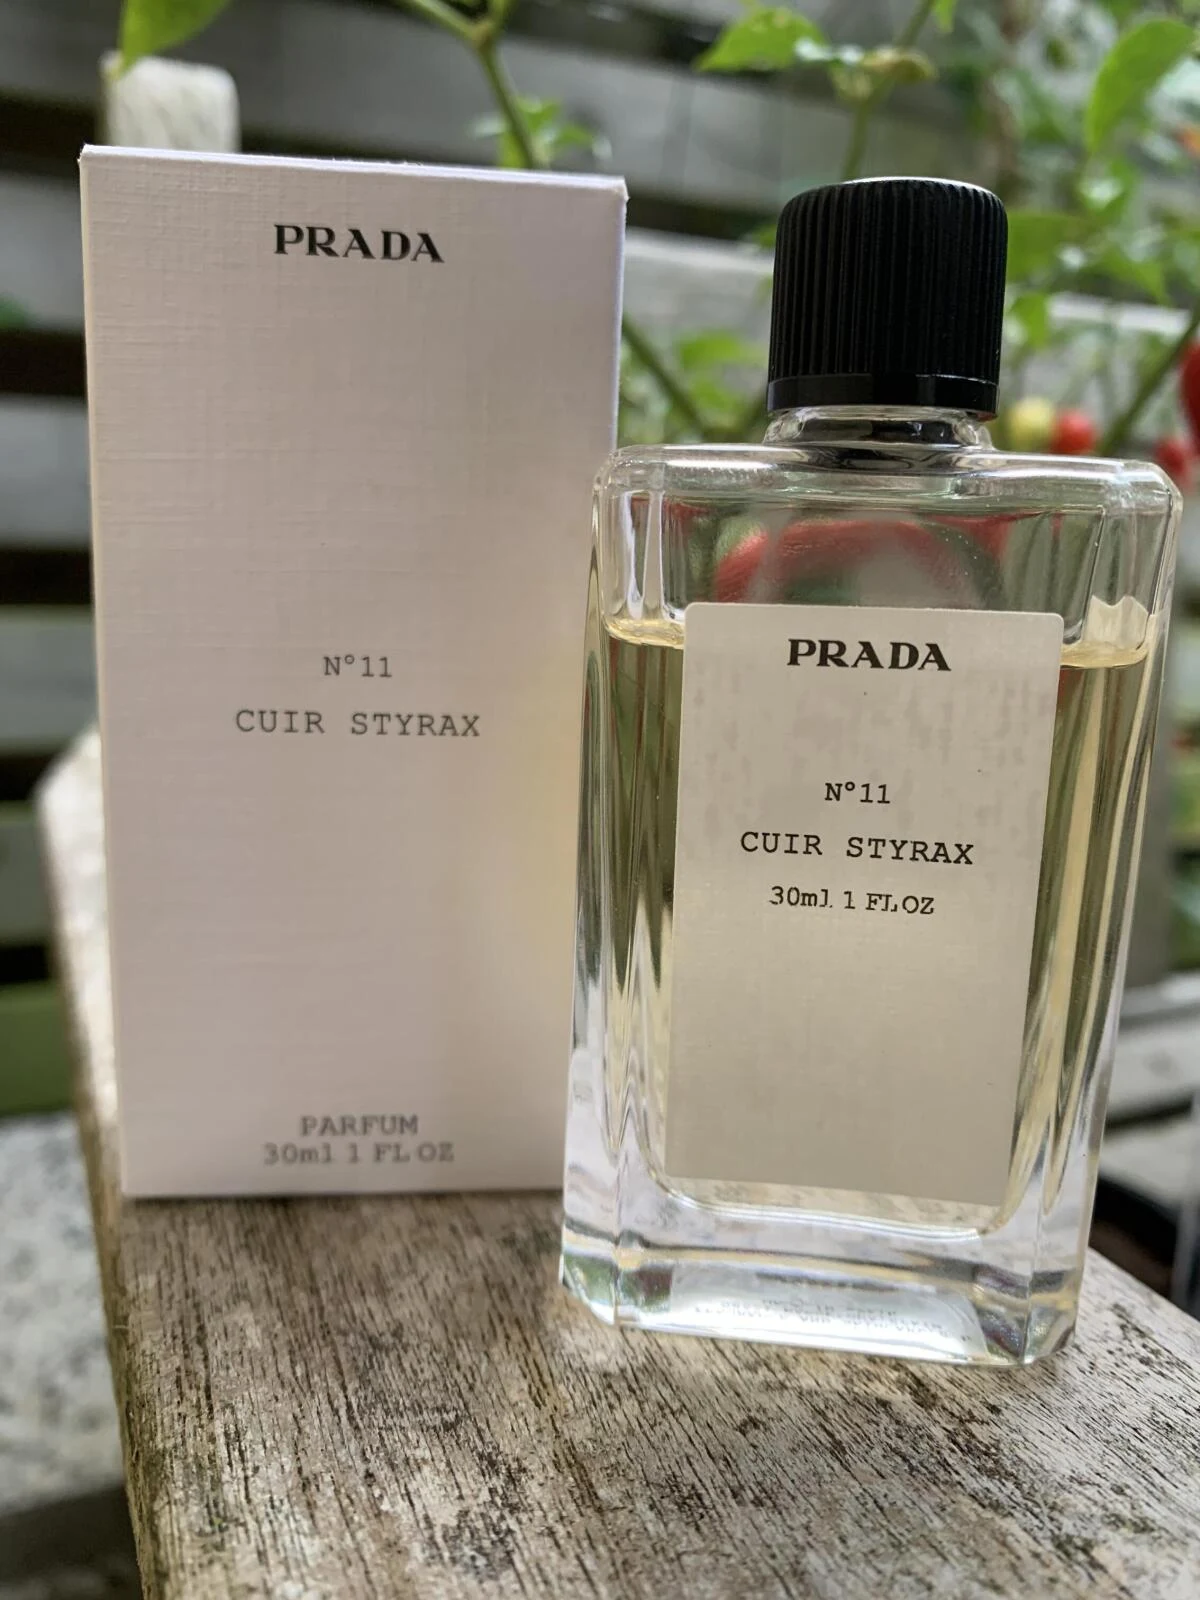 PRADA
N°11
CUIR STYRAX
PARFUM
30ml 1 FL OZ
PRADA
N°11
CUIR STYRAX
30ml 1 FL OZ